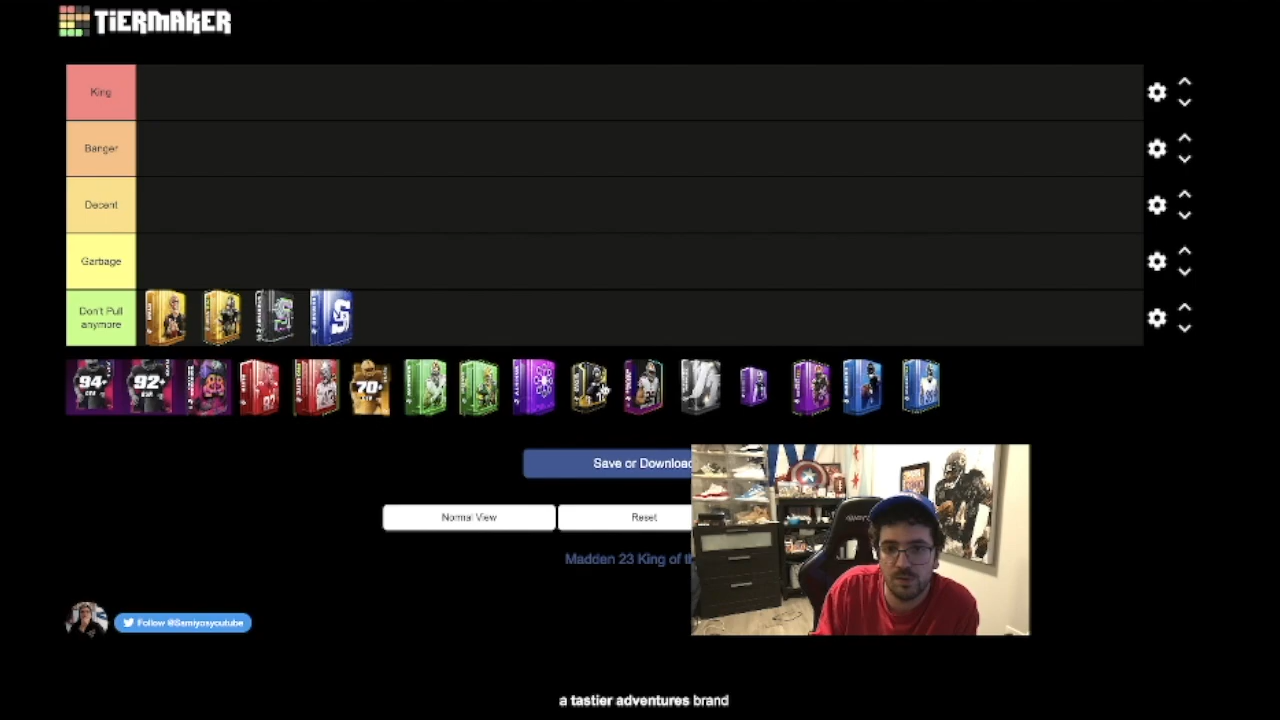 TIERMAKER
King
Banger
Decent
Garbage
Don't Pull
anymore
94+
92+
70+
Save or Download
Normal View
Reset
Madden 23 King of th
Follow @Samiyosyoutube
a tastier adventures brand